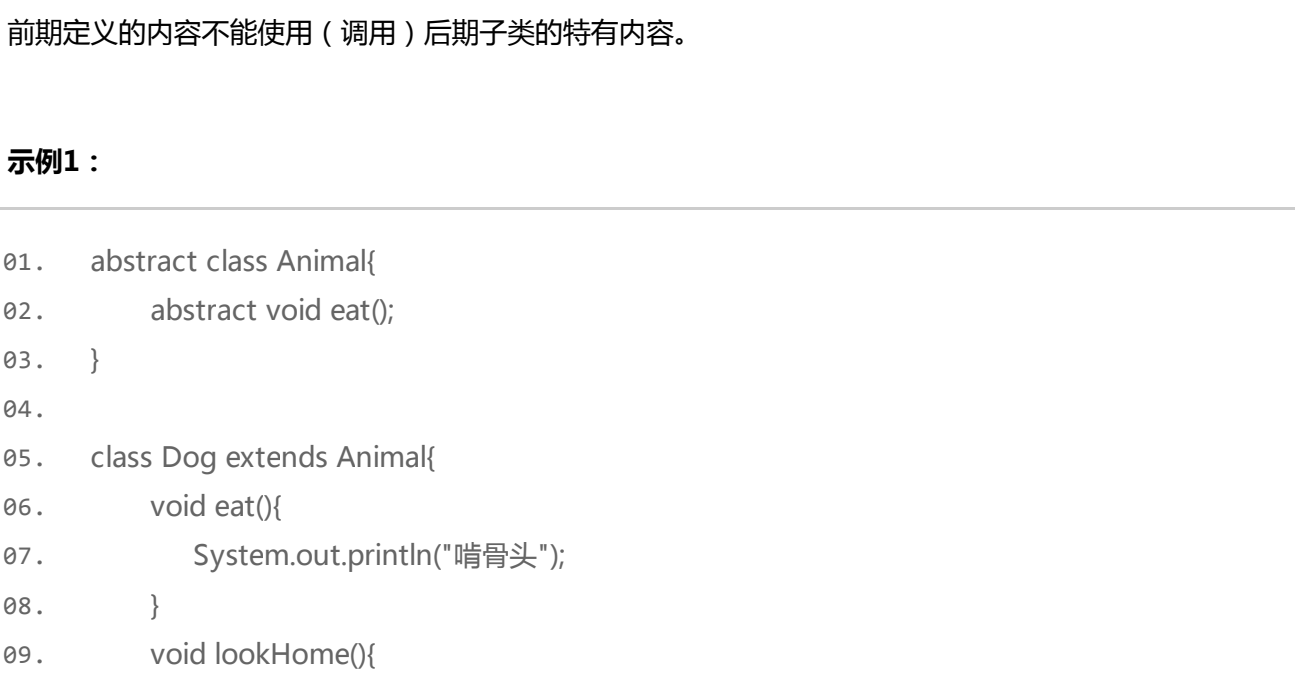 前期定义的内容不能使用（调用）后期子类的特有内容。
示例1：
01. abstract class Animal{
02. abstract void eat();
03. }
04.
05. class Dog extends Animal{
06. void eat(){
07. System.out.println("啃骨头");
08. }
09. void lookHome(){